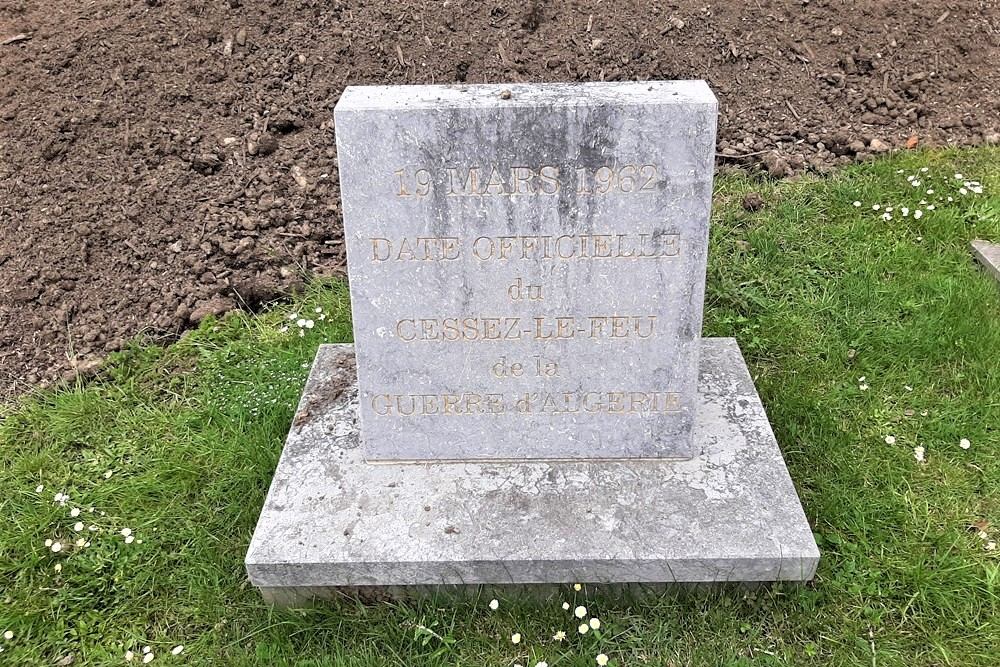 19 MARS 1962
DATE OFFICIELLE
du
CESSEZ-LE-FEU
de la
GUERRE d'ALGERIE